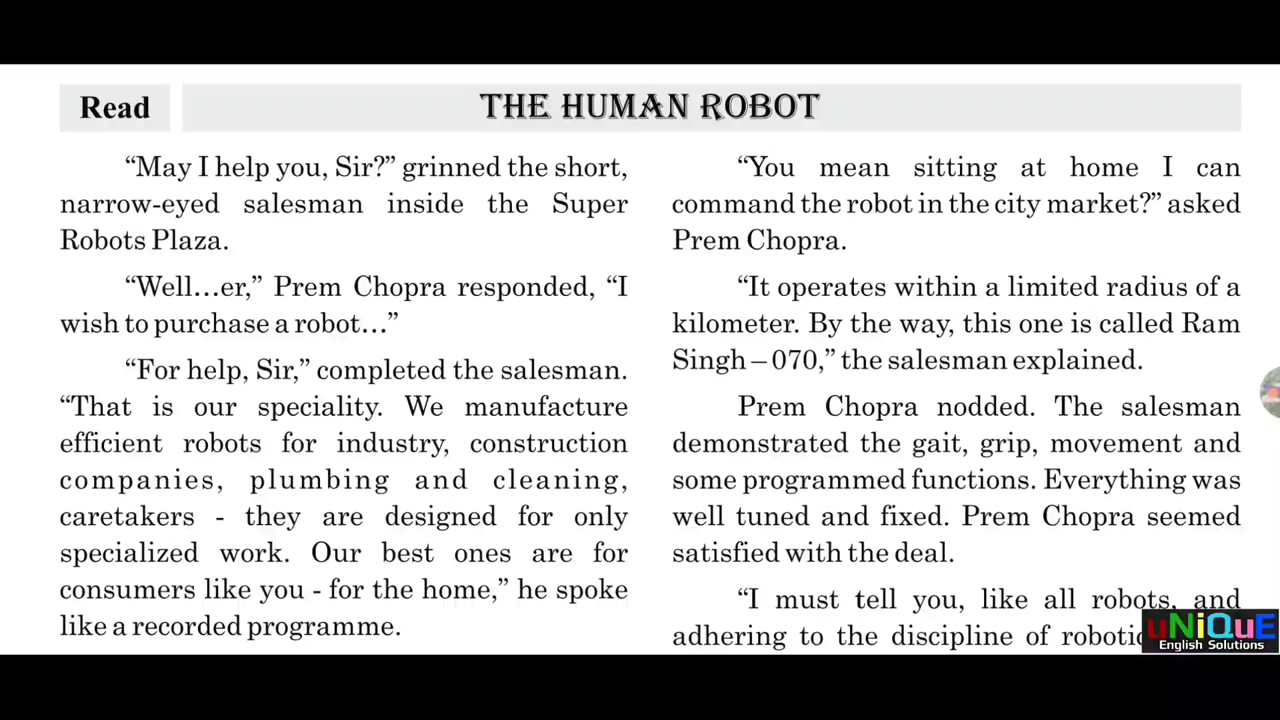 Read
THE HUMAN ROBOT
“May I help you, Sir?” grinned the short,
narrow-eyed salesman inside the Super
Robots Plaza.
“Well…er,” Prem Chopra responded, “I
wish to purchase a robot…”
“For help, Sir,” completed the salesman.
“That is our speciality. We manufacture
efficient robots for industry, construction
companies, plumbing and cleaning,
caretakers - they are designed for only
specialized work. Our best ones are for
consumers like you - for the home,” he spoke
like a recorded programme.
“You mean sitting at home I can
command the robot in the city market?” asked
Prem Chopra.
“It operates within a limited radius of a
kilometer. By the way, this one is called Ram
Singh – 070,” the salesman explained.
Prem Chopra nodded. The salesman
demonstrated the gait, grip, movement and
some programmed functions. Everything was
well tuned and fixed. Prem Chopra seemed
satisfied with the deal.
“I must tell you, like all robots, and
adhering to the discipline of
uNiQuE
English Solutions